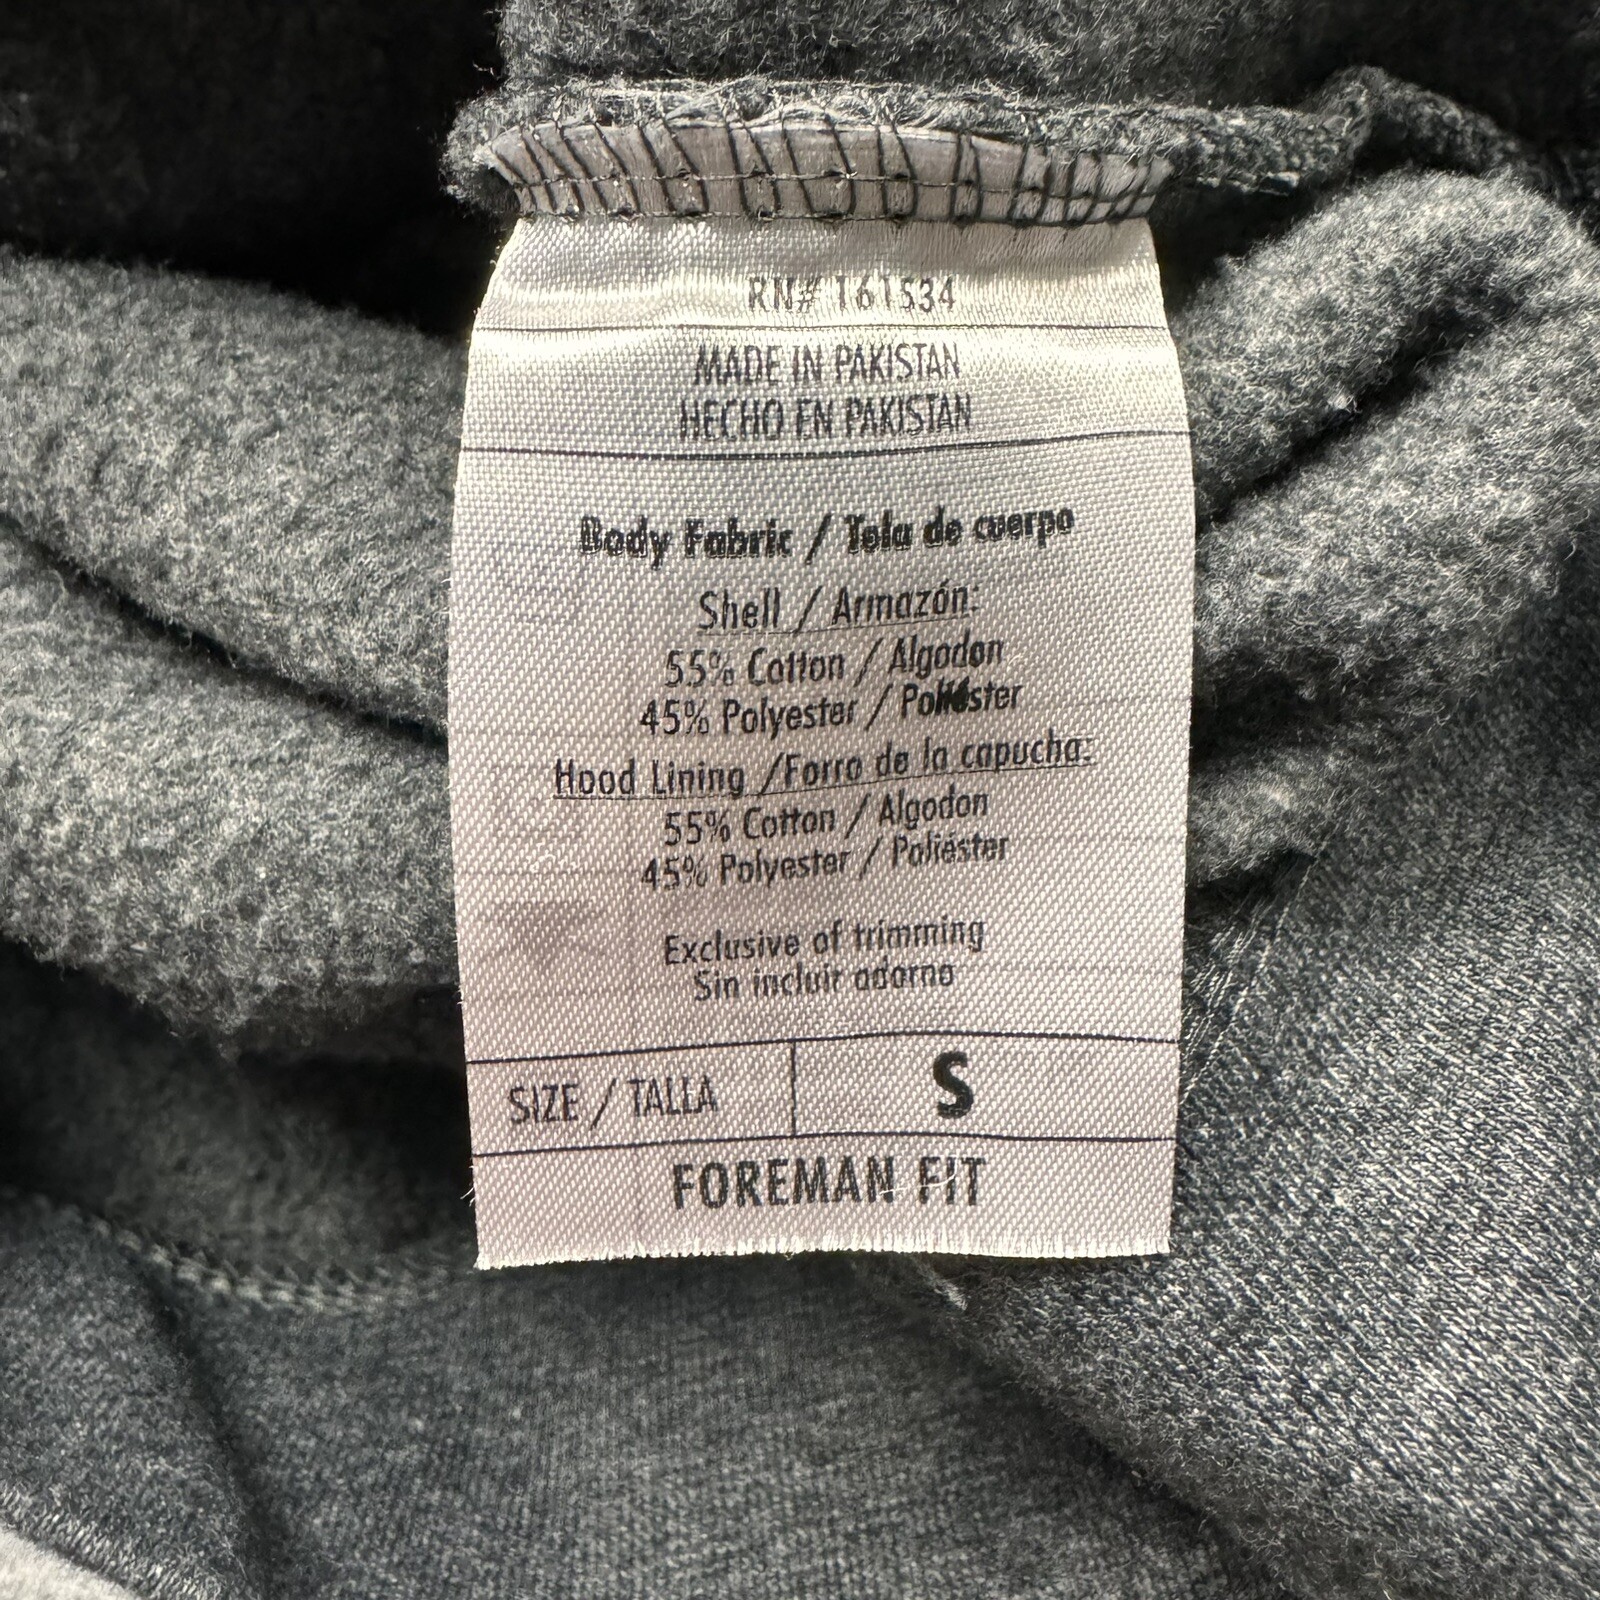 RN# 161534
MADE IN PAKISTAN
HECHO EN PAKISTAN
Body Fabric / Tela de cuerpo
Shell / Armazón:
55% Cotton / Algodon
45% Polyester / Poliéster
Hood Lining /Forro de la capucha:
55% Cotton / Algodon
45% Polyester / Poliéster
Exclusive of trimming
Sin incluir adorno
SIZE / TALLA S
FOREMAN FIT